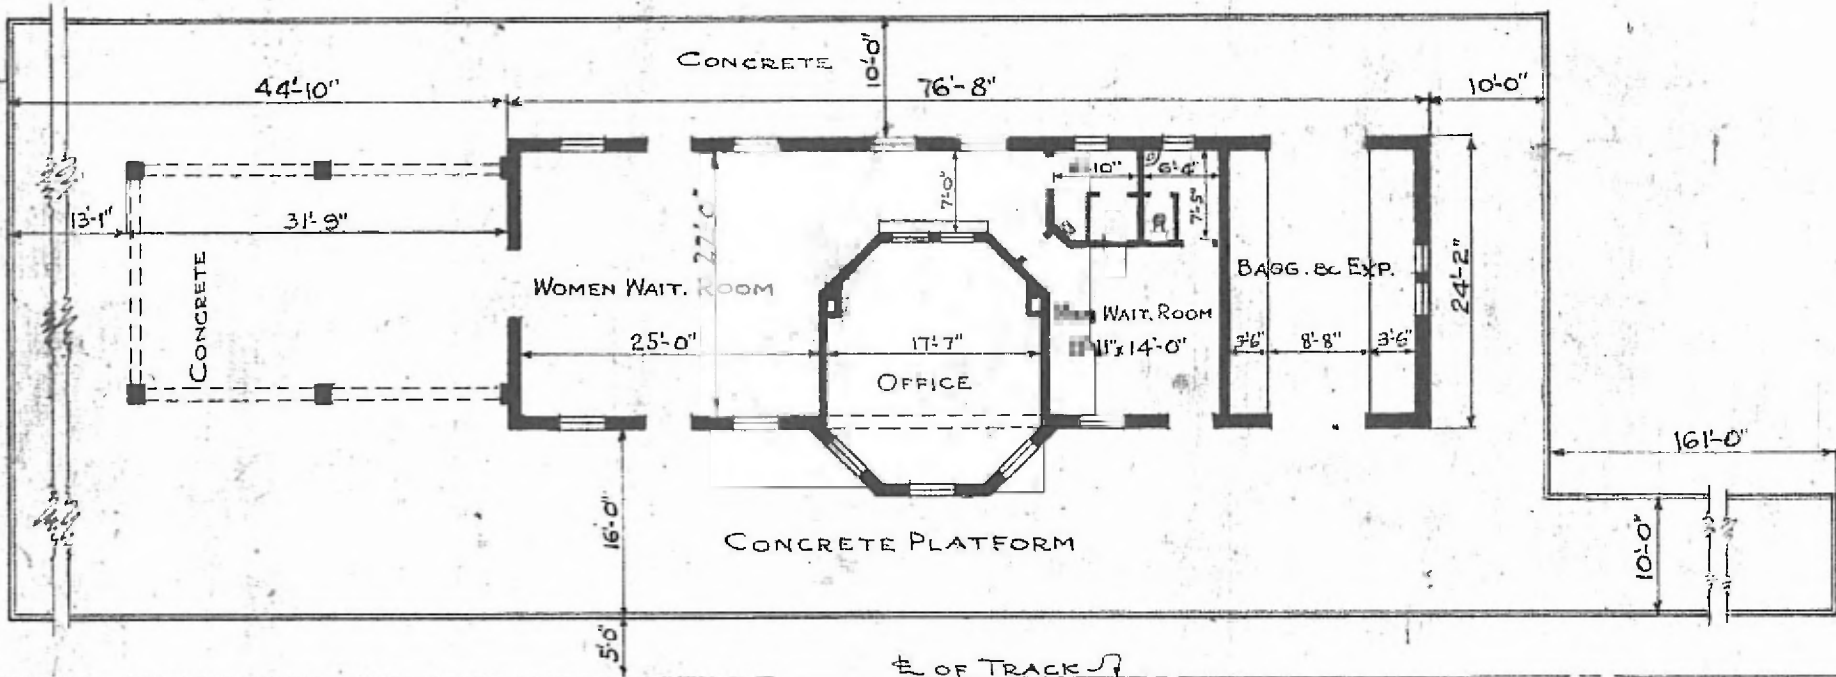 CONCRETE
10'-0"
44'-10"
76'-8"
10'-0"
10"
6'-4"
7'-0"
7'-5"
13'-1"
31'-9"
CONCRETE
WOMEN WAIT. ROOM
BAGG. & EXP.
24'-2"
WAIT. ROOM
25'-0"
17'-7"
11" x 14'-0"
3'-6"
8'-8"
3'-6"
OFFICE
161'-0"
16'-0"
CONCRETE PLATFORM
10'-0"
5'-0"
℄ OF TRACK